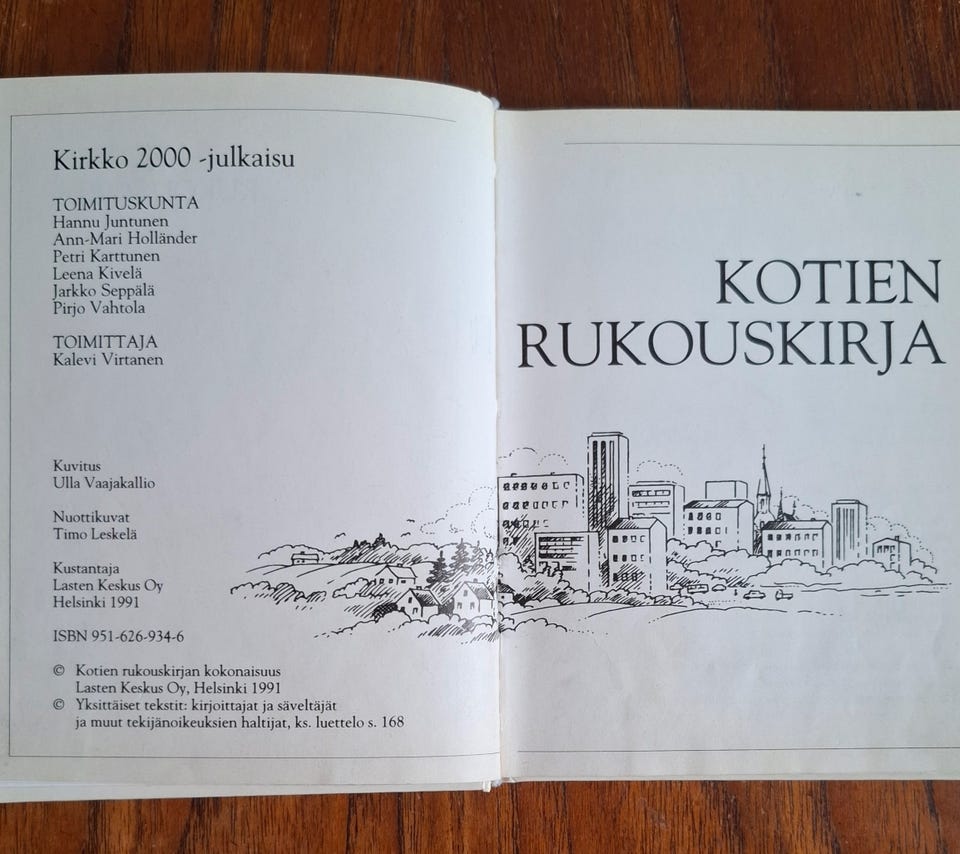 Kirkko 2000 -julkaisu
TOIMITUSKUNTA
Hannu Juntunen
Ann-Mari Holländer
Petri Karttunen
Leena Kivelä
Jarkko Seppälä
Pirjo Vahtola
TOIMITTAJA
Kalevi Virtanen
Kuvitus
Ulla Vaajakallio
Nuottikuvat
Timo Leskelä
Kustantaja
Lasten Keskus Oy
Helsinki 1991
ISBN 951-626-934-6
© Kotien rukouskirjan kokonaisuus
Lasten Keskus Oy, Helsinki 1991
© Yksittäiset tekstit: kirjoittajat ja säveltäjät
ja muut tekijänoikeuksien haltijat, ks. luettelo s. 168
KOTIEN
RUKOUSKIRJA